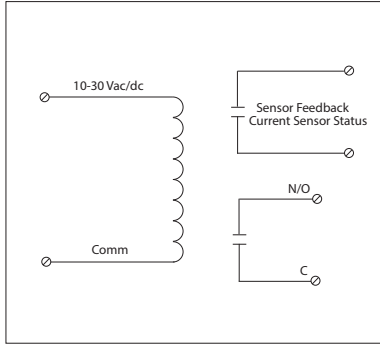 10-30 Vac/dc
Sensor Feedback
Current Sensor Status
N/O
Comm
C